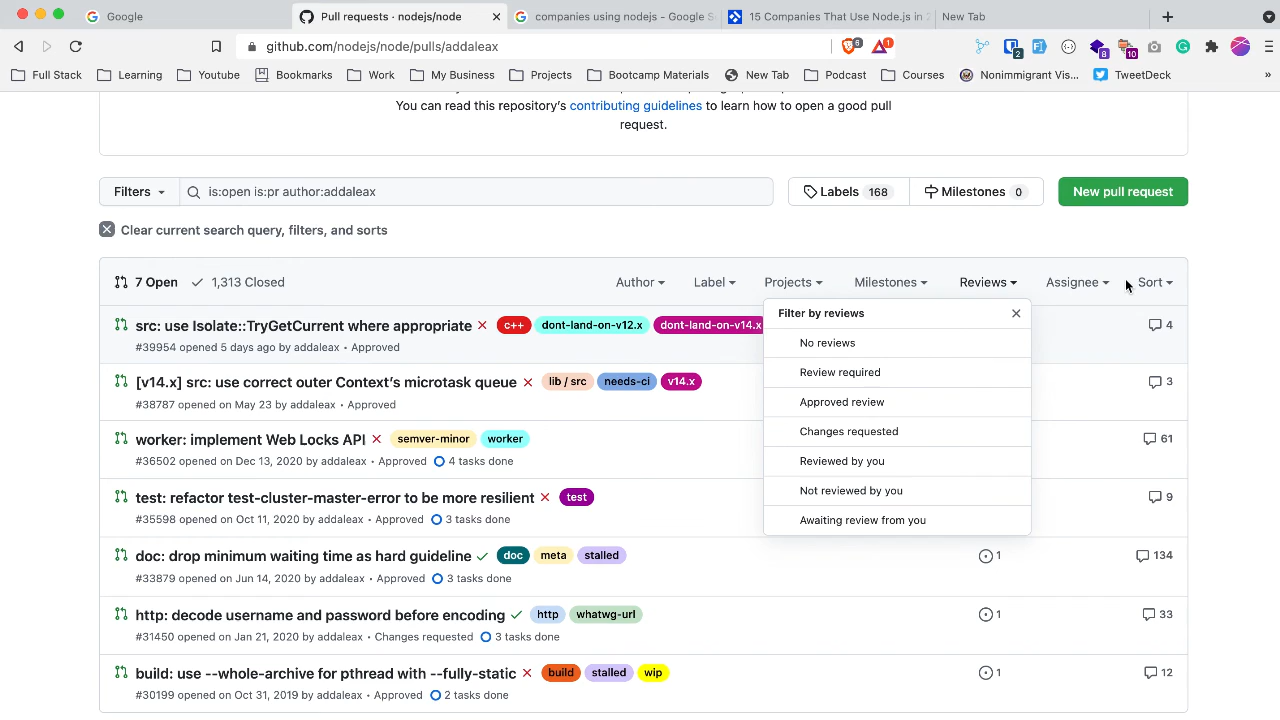 Google
Pull requests · nodejs/node
companies using nodejs - Google S
15 Companies That Use Node.js in 2
New Tab
github.com/nodejs/node/pulls/addaleax
6
1
2
8
10
Full Stack
Learning
Youtube
Bookmarks
Work
My Business
Projects
Bootcamp Materials
New Tab
Podcast
Courses
Nonimmigrant Vis...
TweetDeck
»
You can read this repository's contributing guidelines to learn how to open a good pull
request.
Filters
is:open is:pr author:addaleax
Labels 168
Milestones 0
New pull request
Clear current search query, filters, and sorts
7 Open
1,313 Closed
Author
Label
Projects
Milestones
Reviews
Assignee
Sort
src: use Isolate::TryGetCurrent where appropriate
c++
dont-land-on-v12.x
dont-land-on-v14.x
4
#39954 opened 5 days ago by addaleax • Approved
[v14.x] src: use correct outer Context's microtask queue
lib / src
needs-ci
v14.x
3
#38787 opened on May 23 by addaleax • Approved
worker: implement Web Locks API
semver-minor
worker
61
#36502 opened on Dec 13, 2020 by addaleax • Approved 4 tasks done
test: refactor test-cluster-master-error to be more resilient
test
9
#35598 opened on Oct 11, 2020 by addaleax • Approved 3 tasks done
doc: drop minimum waiting time as hard guideline
doc
meta
stalled
1
134
#33879 opened on Jun 14, 2020 by addaleax • Approved 3 tasks done
http: decode username and password before encoding
http
whatwg-url
1
33
#31450 opened on Jan 21, 2020 by addaleax • Changes requested 3 tasks done
build: use --whole-archive for pthread with --fully-static
build
stalled
wip
1
12
#30199 opened on Oct 31, 2019 by addaleax • Approved 2 tasks done
Filter by reviews
No reviews
Review required
Approved review
Changes requested
Reviewed by you
Not reviewed by you
Awaiting review from you